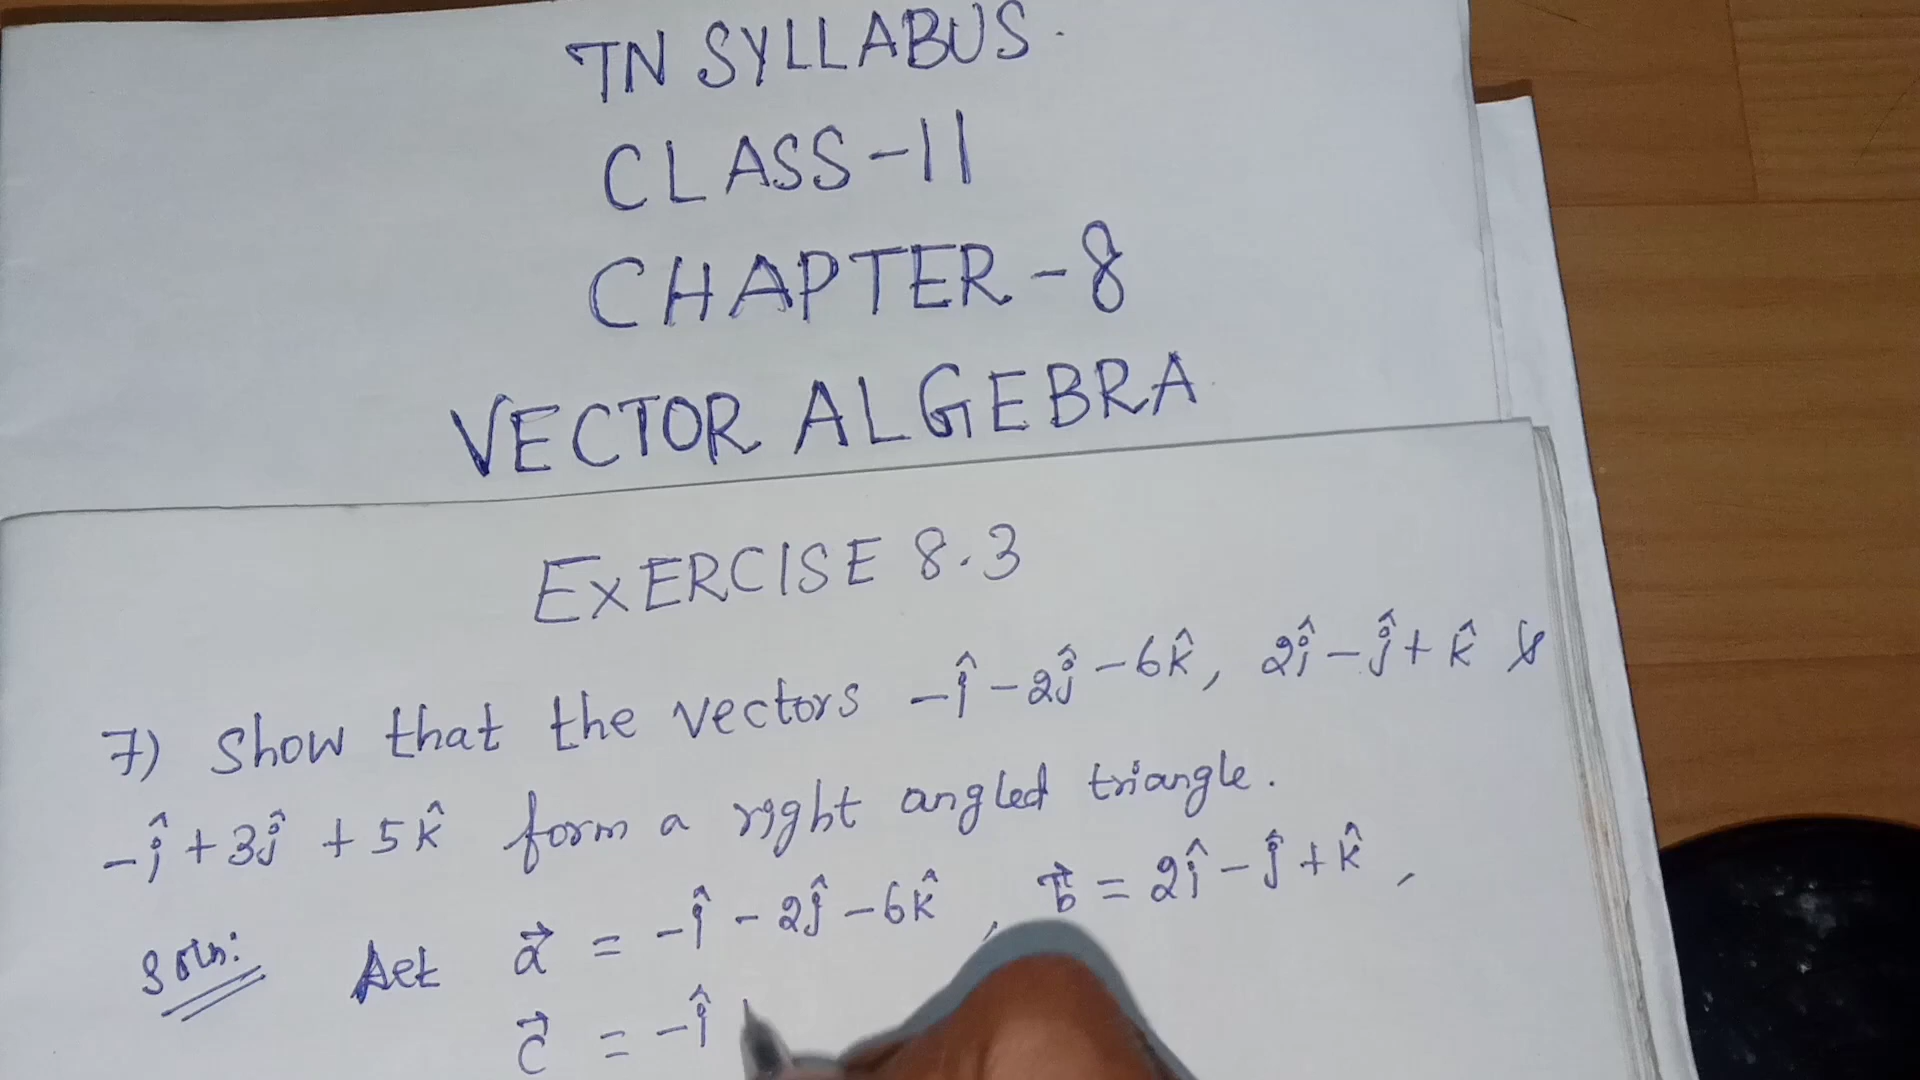 TN SYLLABUS.
CLASS-11
CHAPTER-8
VECTOR ALGEBRA
EXERCISE 8.3
7) Show that the vectors -î-2ĵ-6k̂, 2î-ĵ+k̂ &
-î+3ĵ+5k̂ form a right angled triangle.
Soln: Let a⃗ = -î-2ĵ-6k̂, b⃗ = 2î-ĵ+k̂,
c⃗ = -î